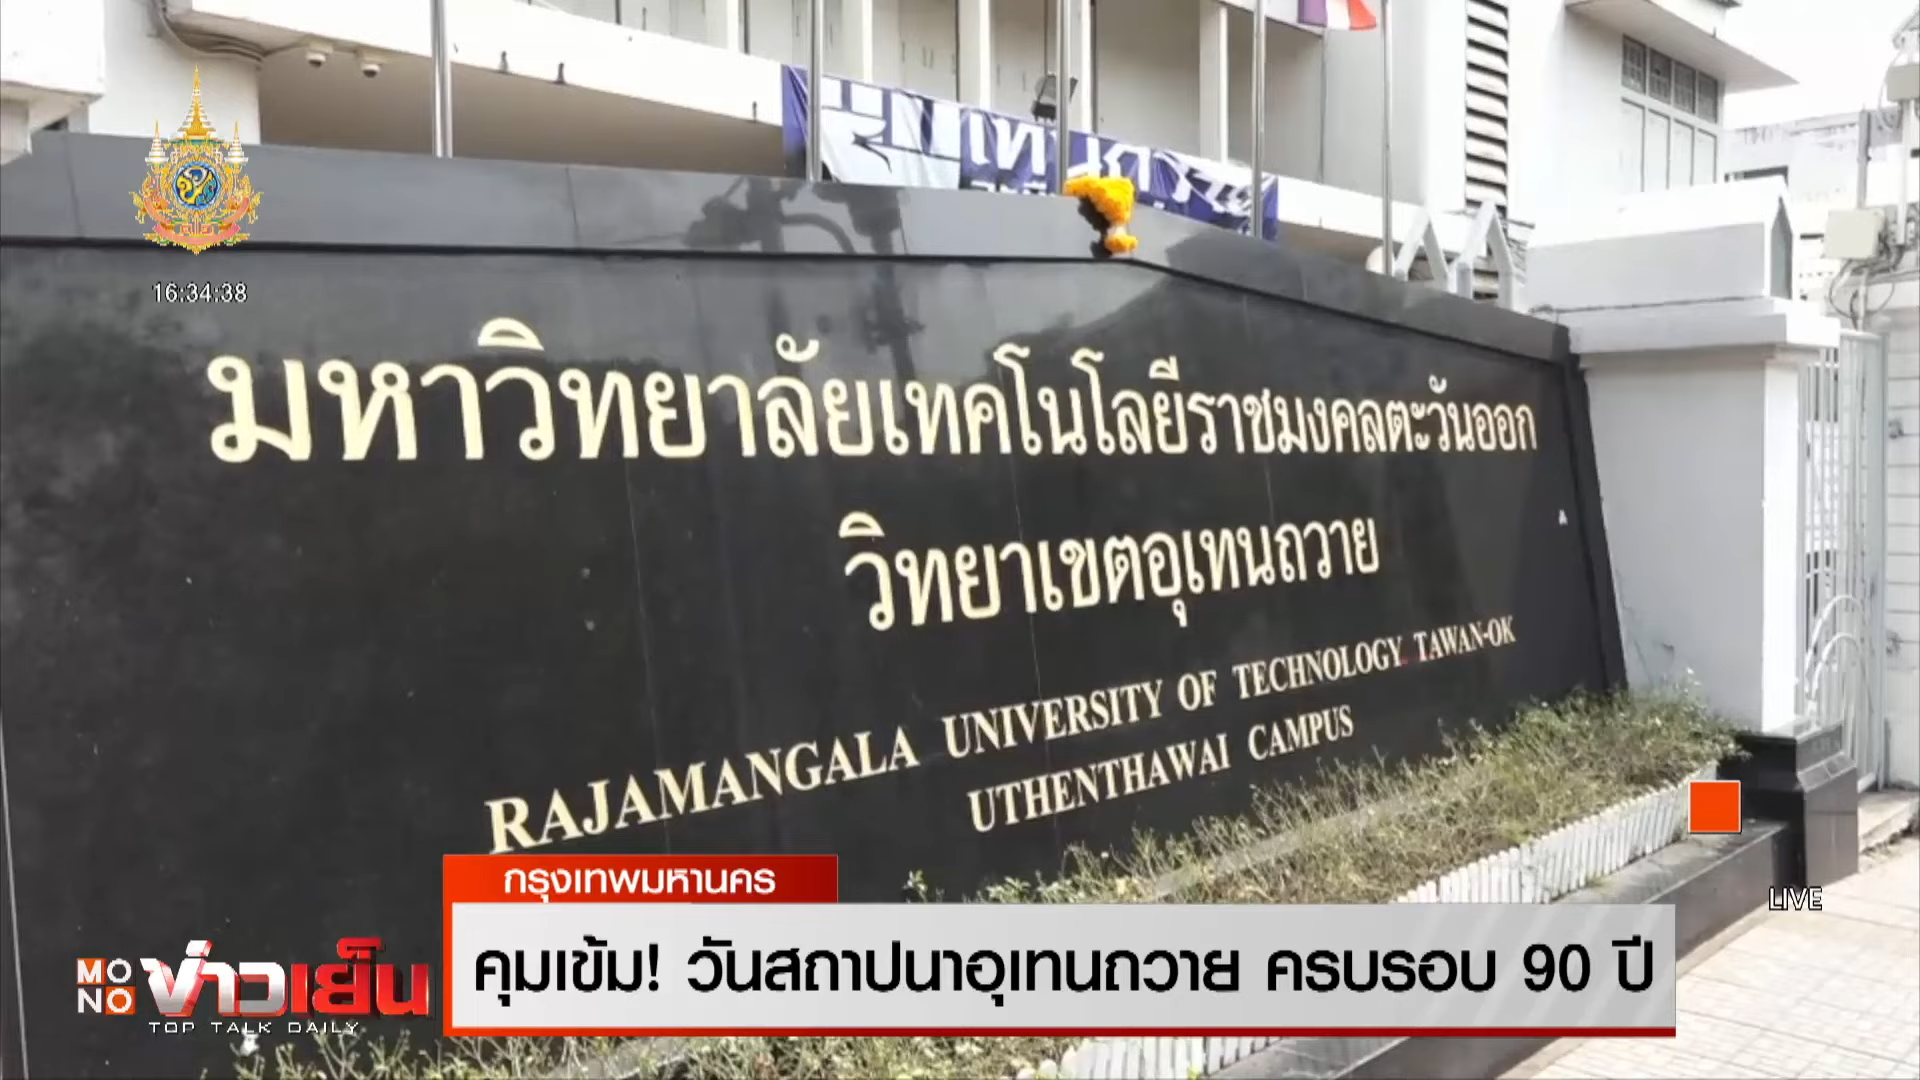 16:34:38
มหาวิทยาลัยเทคโนโลยีราชมงคลตะวันออก
วิทยาเขตอุเทนถวาย
RAJAMANGALA UNIVERSITY OF TECHNOLOGY TAWAN-OK
UTHENTHAWAI CAMPUS
LIVE
กรุงเทพมหานคร
คุมเข้ม! วันสถาปนาอุเทนถวาย ครบรอบ 90 ปี
MONO
ข่าวเย็น
TOP TALK DAILY